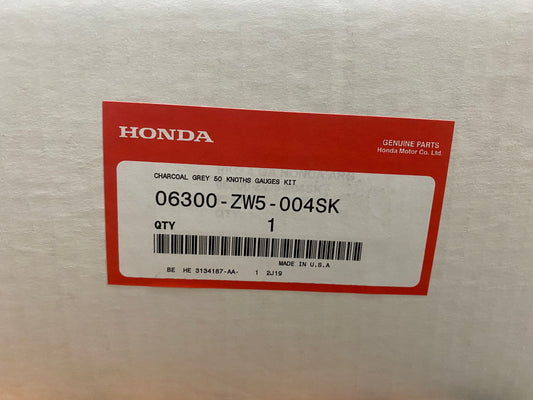 HONDA
GENUINE PARTS
Honda Motor Co. Ltd.
CHARCOAL GREY 50 KNOTHS GAUGES KIT
06300-ZW5-004SK
QTY 1
MADE IN U.S.A
BE HE 3134187-AA- 1 2J19